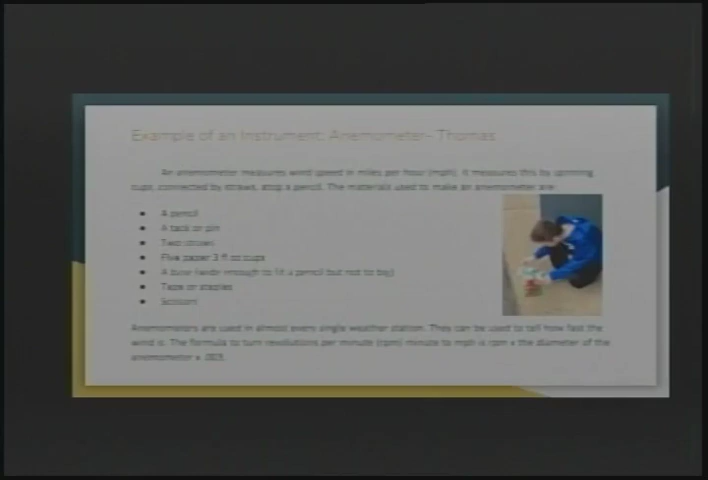 Example of an Instrument: Anemometer- Thomas
An anemometer measures wind speed in miles per hour (mph). It measures this by spinning
cups, connected by straws, atop a pencil. The materials used to make an anemometer are:
A pencil
A tack or pin
Two straws
Five paper 3 fl oz cups
A base (wide enough to fit a pencil but not to big)
Tape or staples
Scissors
Anemometers are used in almost every single weather station. They can be used to tell how fast the
wind is. The formula to turn revolutions per minute (rpm) minute to mph is rpm x the diameter of the
anemometer x .003.